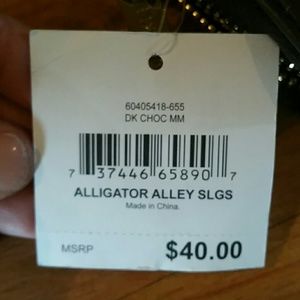 60405418-655
DK CHOC MM
7 37446 65890 7
ALLIGATOR ALLEY SLGS
Made in China.
MSRP $40.00